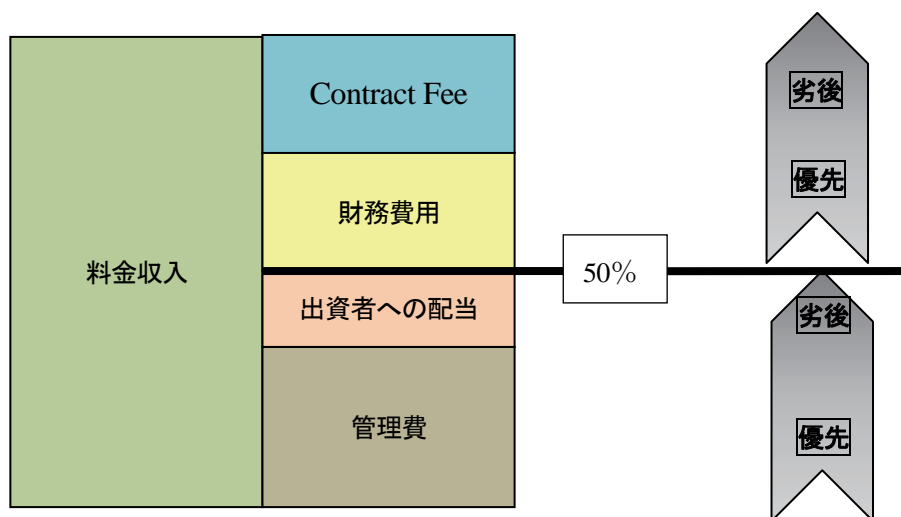 Contract Fee
劣後
優先
財務費用
料金収入
50%
出資者への配当
劣後
管理費
優先